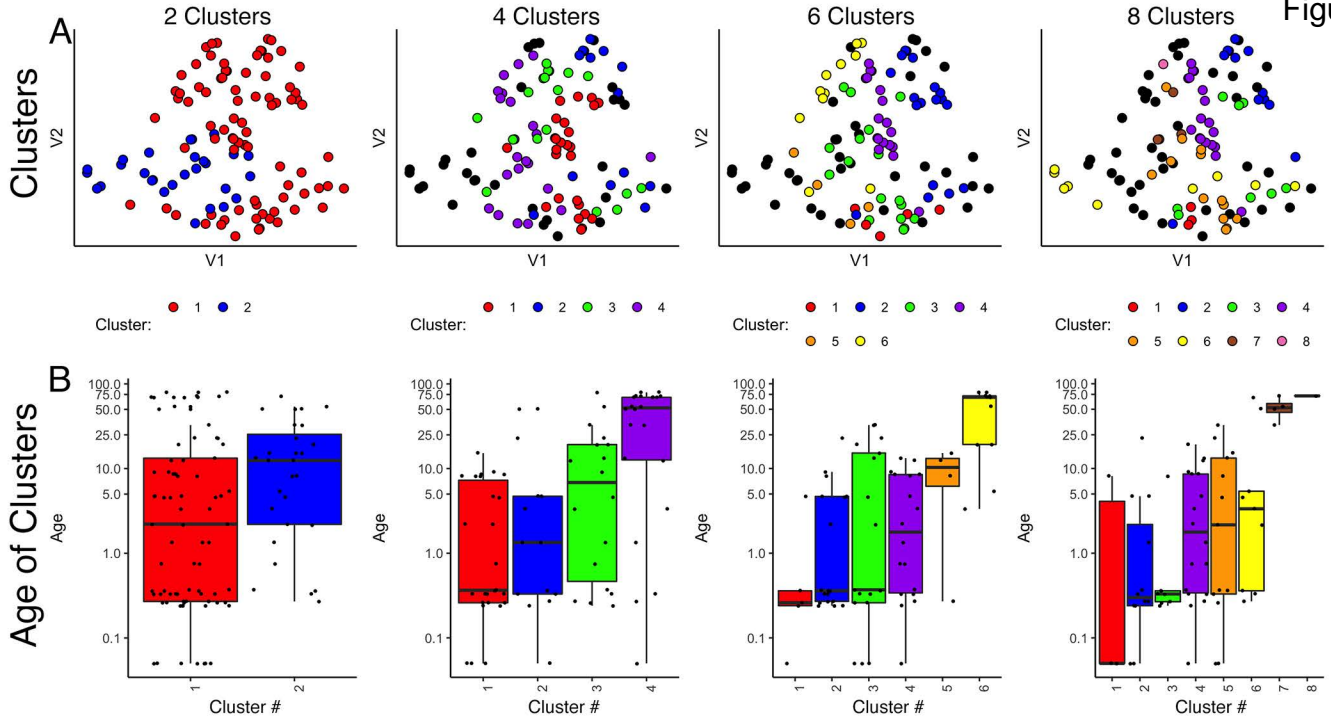 Figu
A
2 Clusters
4 Clusters
6 Clusters
8 Clusters
Clusters
V2
V2
V2
V2
V1
V1
V1
V1
Cluster: 1 2
Cluster: 1 2 3 4
Cluster: 1 2 3 4
5 6
Cluster: 1 2 3 4
5 6 7 8
B
Age of Clusters
Age
100.0
75.0
50.0
25.0
10.0
5.0
1.0
0.1
1 2
Cluster #
Age
100.0
75.0
50.0
25.0
10.0
5.0
1.0
0.1
1 2 3 4
Cluster #
Age
100.0
75.0
50.0
25.0
10.0
5.0
1.0
0.1
1 2 3 4 5 6
Cluster #
Age
100.0
75.0
50.0
25.0
10.0
5.0
1.0
0.1
1 2 3 4 5 6 7 8
Cluster #